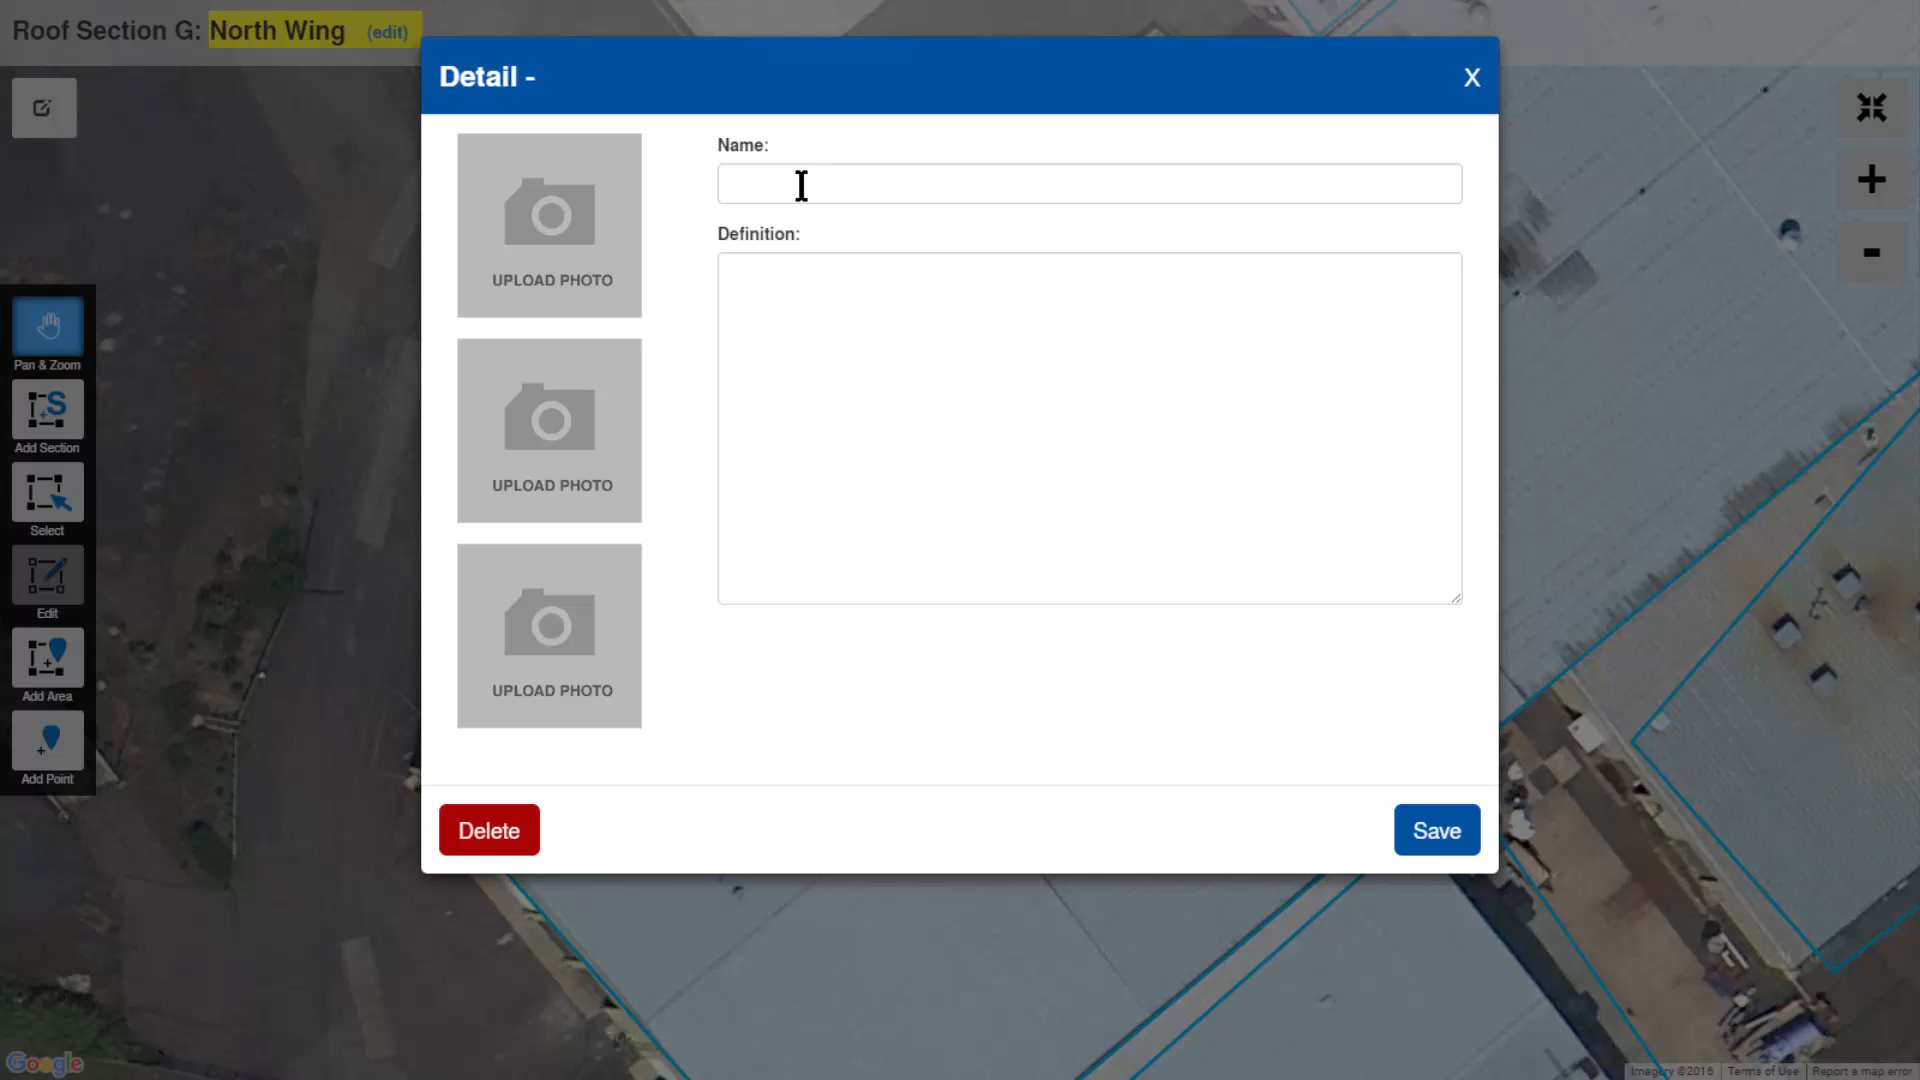 Roof Section G: North Wing (edit)
Detail -
X
Name:
Definition:
UPLOAD PHOTO
UPLOAD PHOTO
UPLOAD PHOTO
Delete
Save
Pan & Zoom
S
Add Section
Select
Edit
Add Area
Add Point
+
-
Google
Imagery ©2016
Terms of Use
Report a map error